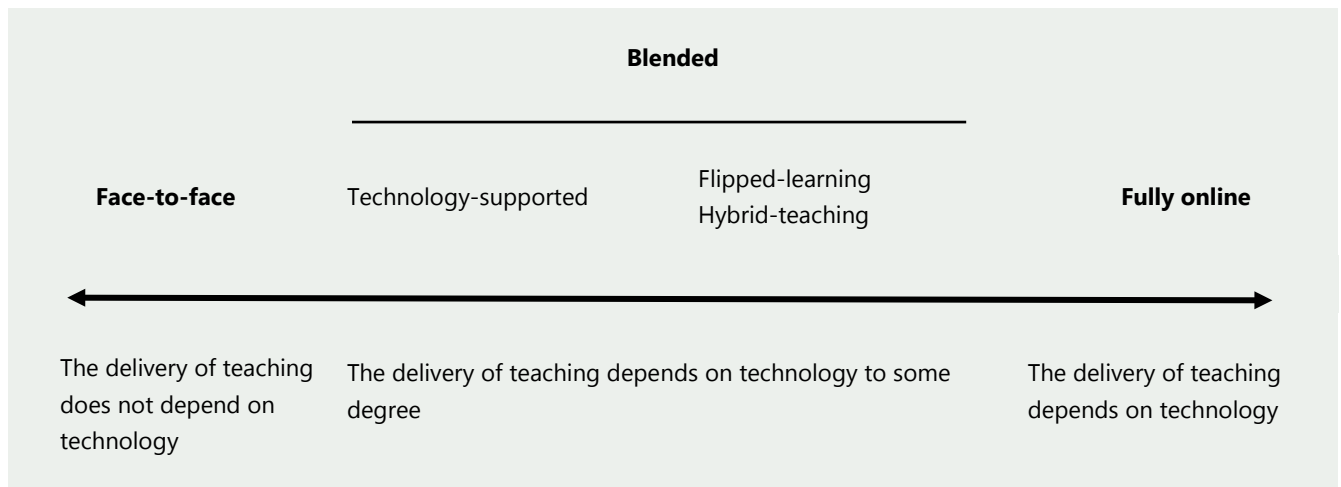 Blended
Face-to-face
Technology-supported
Flipped-learning
Hybrid-teaching
Fully online
The delivery of teaching
does not depend on
technology
The delivery of teaching depends on technology to some
degree
The delivery of teaching
depends on technology